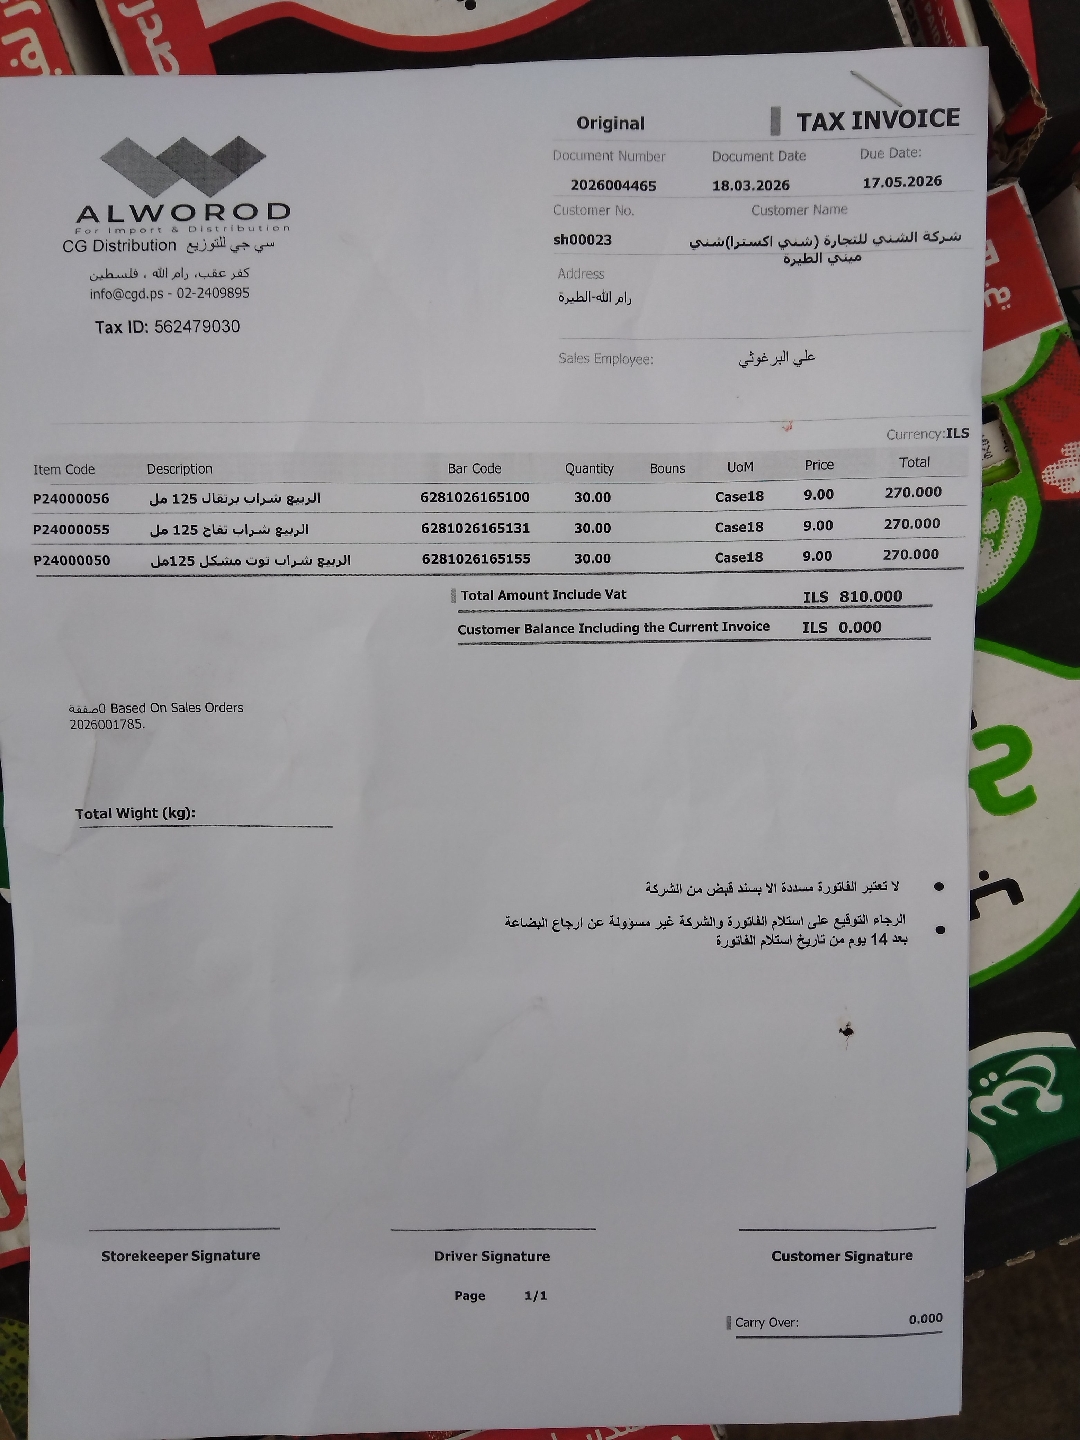 Original
TAX INVOICE
Document Number Document Date Due Date:
2026004465 18.03.2026 17.05.2026
Customer No. Customer Name
sh00023 شركة الشني للتجارة (شني اكسترا)شني
ميني الطيرة
Address
رام الله-الطيرة
Sales Employee: علي البرغوثي
ALWOROD
For Import & Distribution
CG Distribution سي جي للتوزيع
كفر عقب، رام الله ، فلسطين
info@cgd.ps - 02-2409895
Tax ID: 562479030
Currency:ILS
Item Code Description Bar Code Quantity Bouns UoM Price Total
P24000056 الربيع شراب برتقال 125 مل 6281026165100 30.00 Case18 9.00 270.000
P24000055 الربيع شراب تفاح 125 مل 6281026165131 30.00 Case18 9.00 270.000
P24000050 الربيع شراب توت مشكل 125مل 6281026165155 30.00 Case18 9.00 270.000
Total Amount Include Vat ILS 810.000
Customer Balance Including the Current Invoice ILS 0.000
صفقة0 Based On Sales Orders
2026001785.
Total Wight (kg):
لا تعتبر الفاتورة مسددة الا بسند قبض من الشركة
الرجاء التوقيع على استلام الفاتورة والشركة غير مسؤولة عن ارجاع البضاعة
بعد 14 يوم من تاريخ استلام الفاتورة
Storekeeper Signature Driver Signature Customer Signature
Page 1/1
Carry Over: 0.000